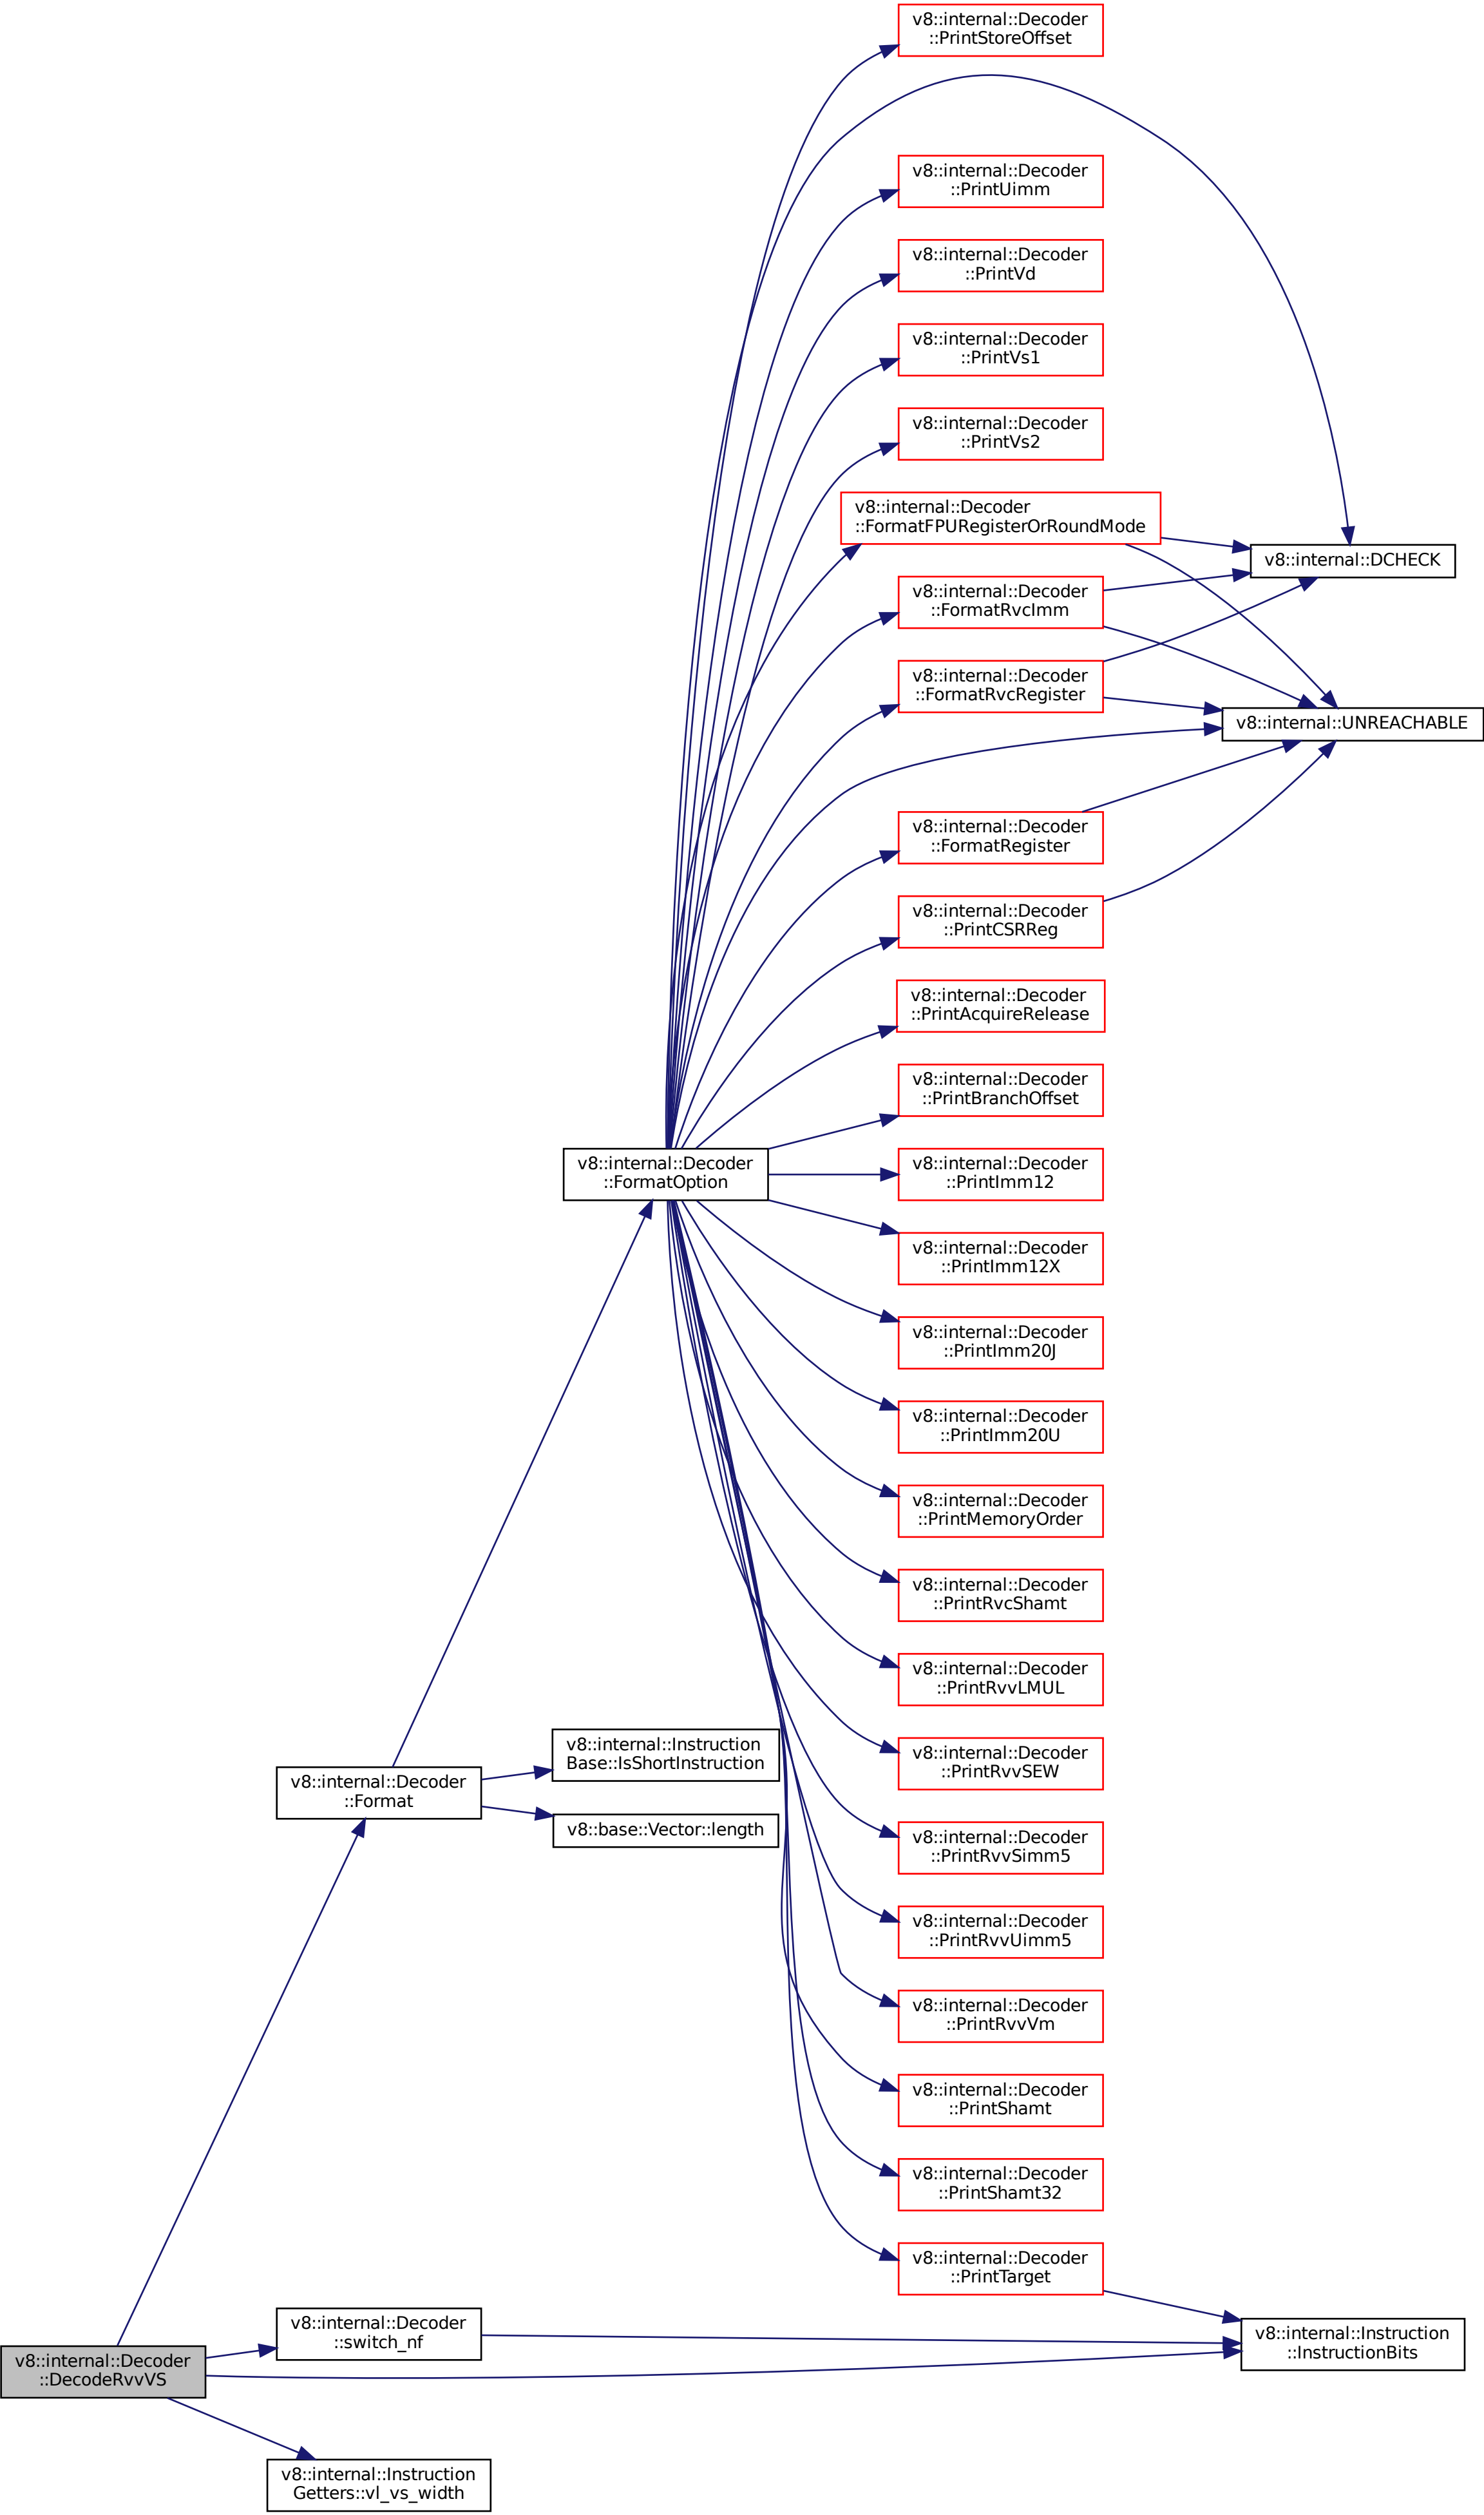 v8::internal::Decoder
::PrintStoreOffset
v8::internal::Decoder
::PrintUimm
v8::internal::Decoder
::PrintVd
v8::internal::Decoder
::PrintVs1
v8::internal::Decoder
::PrintVs2
v8::internal::Decoder
::FormatFPURegisterOrRoundMode
v8::internal::DCHECK
v8::internal::Decoder
::FormatRvcImm
v8::internal::Decoder
::FormatRvcRegister
v8::internal::UNREACHABLE
v8::internal::Decoder
::FormatRegister
v8::internal::Decoder
::PrintCSRReg
v8::internal::Decoder
::PrintAcquireRelease
v8::internal::Decoder
::PrintBranchOffset
v8::internal::Decoder
::FormatOption
v8::internal::Decoder
::PrintImm12
v8::internal::Decoder
::PrintImm12X
v8::internal::Decoder
::PrintImm20J
v8::internal::Decoder
::PrintImm20U
v8::internal::Decoder
::PrintMemoryOrder
v8::internal::Decoder
::PrintRvcShamt
v8::internal::Decoder
::PrintRvvLMUL
v8::internal::Instruction
Base::IsShortInstruction
v8::internal::Decoder
::PrintRvvSEW
v8::internal::Decoder
::Format
v8::base::Vector::length
v8::internal::Decoder
::PrintRvvSimm5
v8::internal::Decoder
::PrintRvvUimm5
v8::internal::Decoder
::PrintRvvVm
v8::internal::Decoder
::PrintShamt
v8::internal::Decoder
::PrintShamt32
v8::internal::Decoder
::PrintTarget
v8::internal::Decoder
::switch_nf
v8::internal::Instruction
::InstructionBits
v8::internal::Decoder
::DecodeRvvVS
v8::internal::Instruction
Getters::vl_vs_width